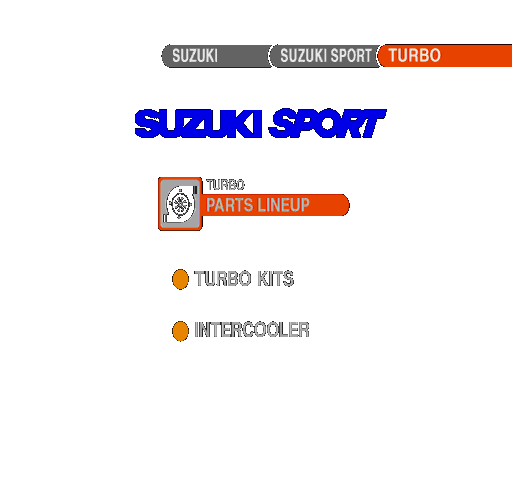 SUZUKI SUZUKI SPORT TURBO
SUZUKI SPORT
TURBO
PARTS LINEUP
TURBO KITS
INTERCOOLER